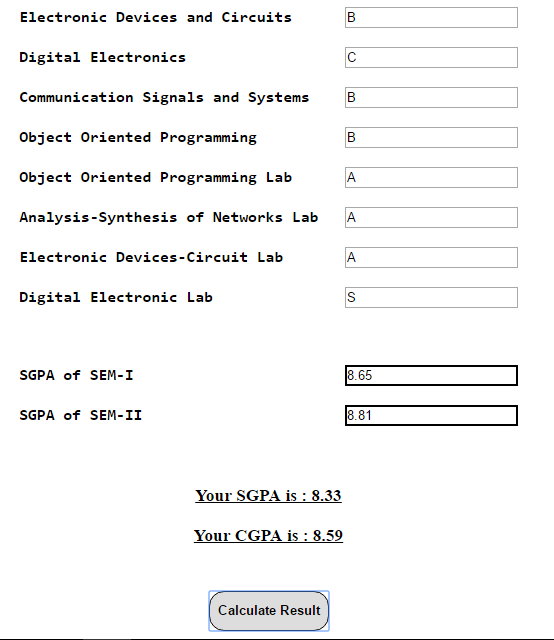 Electronic Devices and Circuits B
Digital Electronics C
Communication Signals and Systems B
Object Oriented Programming B
Object Oriented Programming Lab A
Analysis-Synthesis of Networks Lab A
Electronic Devices-Circuit Lab A
Digital Electronic Lab S
SGPA of SEM-I 8.65
SGPA of SEM-II 8.81
Your SGPA is : 8.33
Your CGPA is : 8.59
Calculate Result